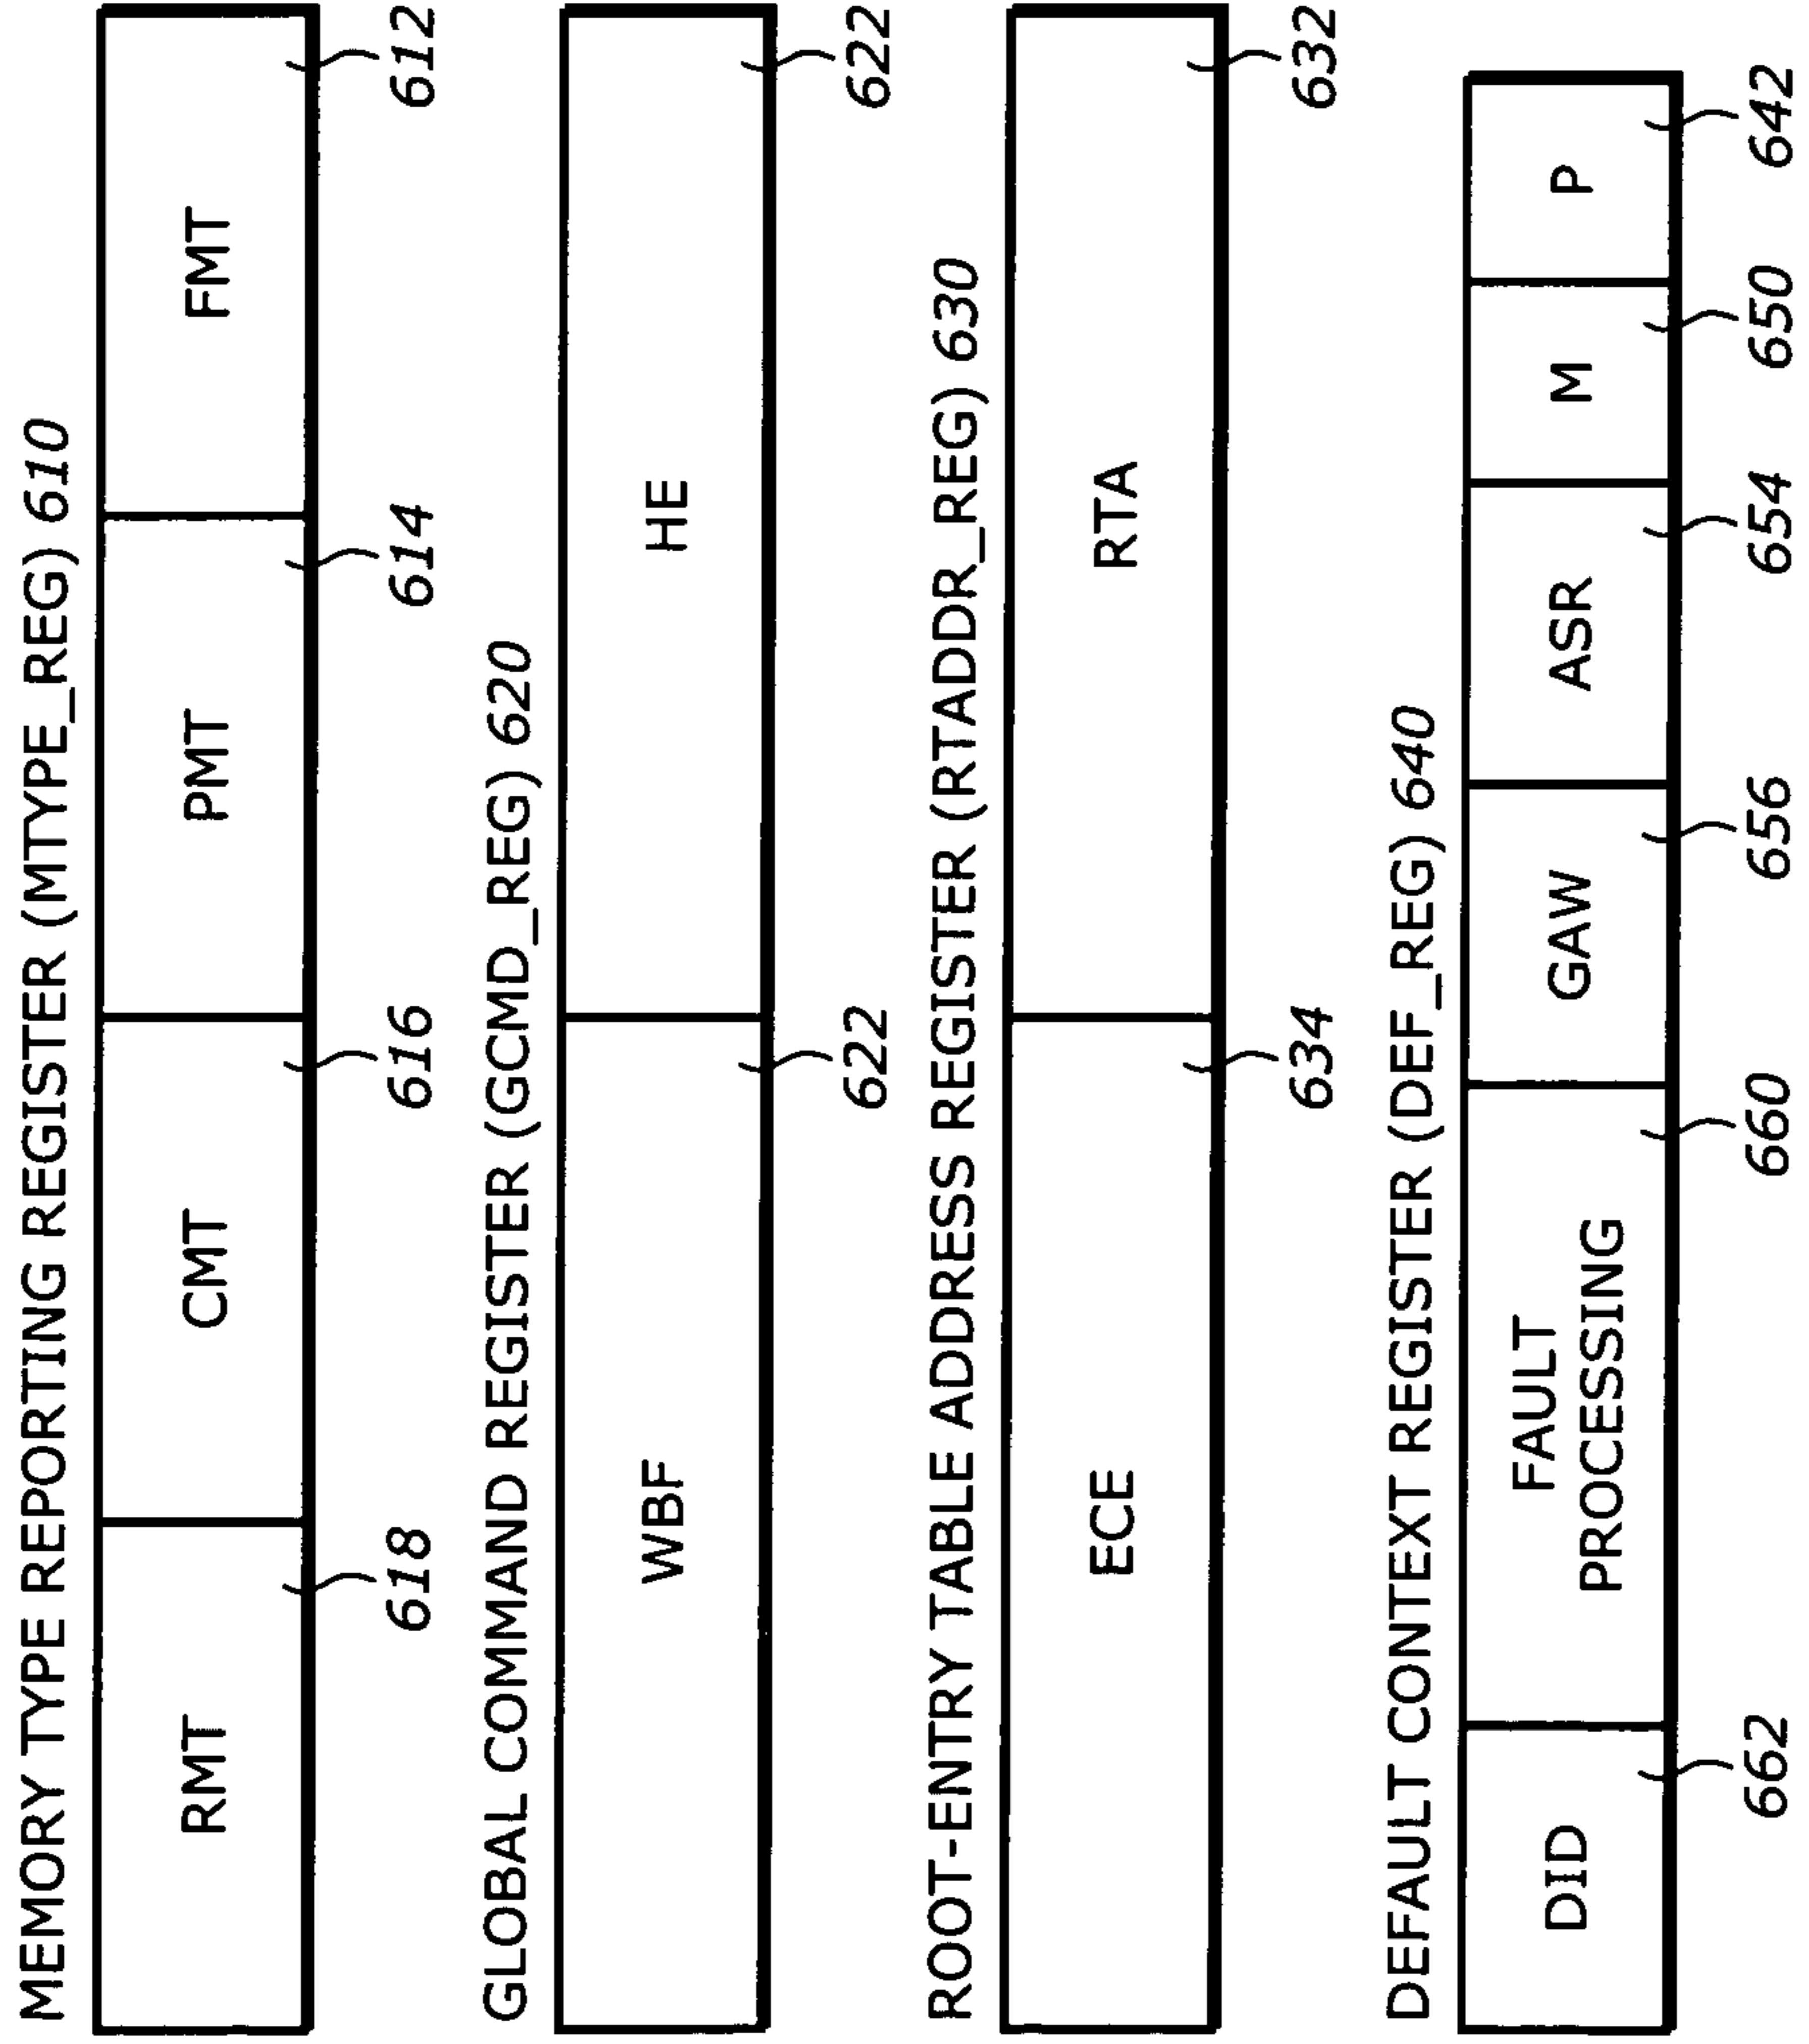 MEMORY TYPE REPORTING REGISTER (MTYPE_REG) 610
RMT CMT PMT FMT
618 616 614 612
GLOBAL COMMAND REGISTER (GCMD_REG) 620
WBF HE
622 622
ROOT-ENTRY TABLE ADDRESS REGISTER (RTADDR_REG) 630
ECE RTA
634 632
DEFAULT CONTEXT REGISTER (DEF_REG) 640
DID FAULT PROCESSING GAW ASR M P
662 660 656 654 650 642